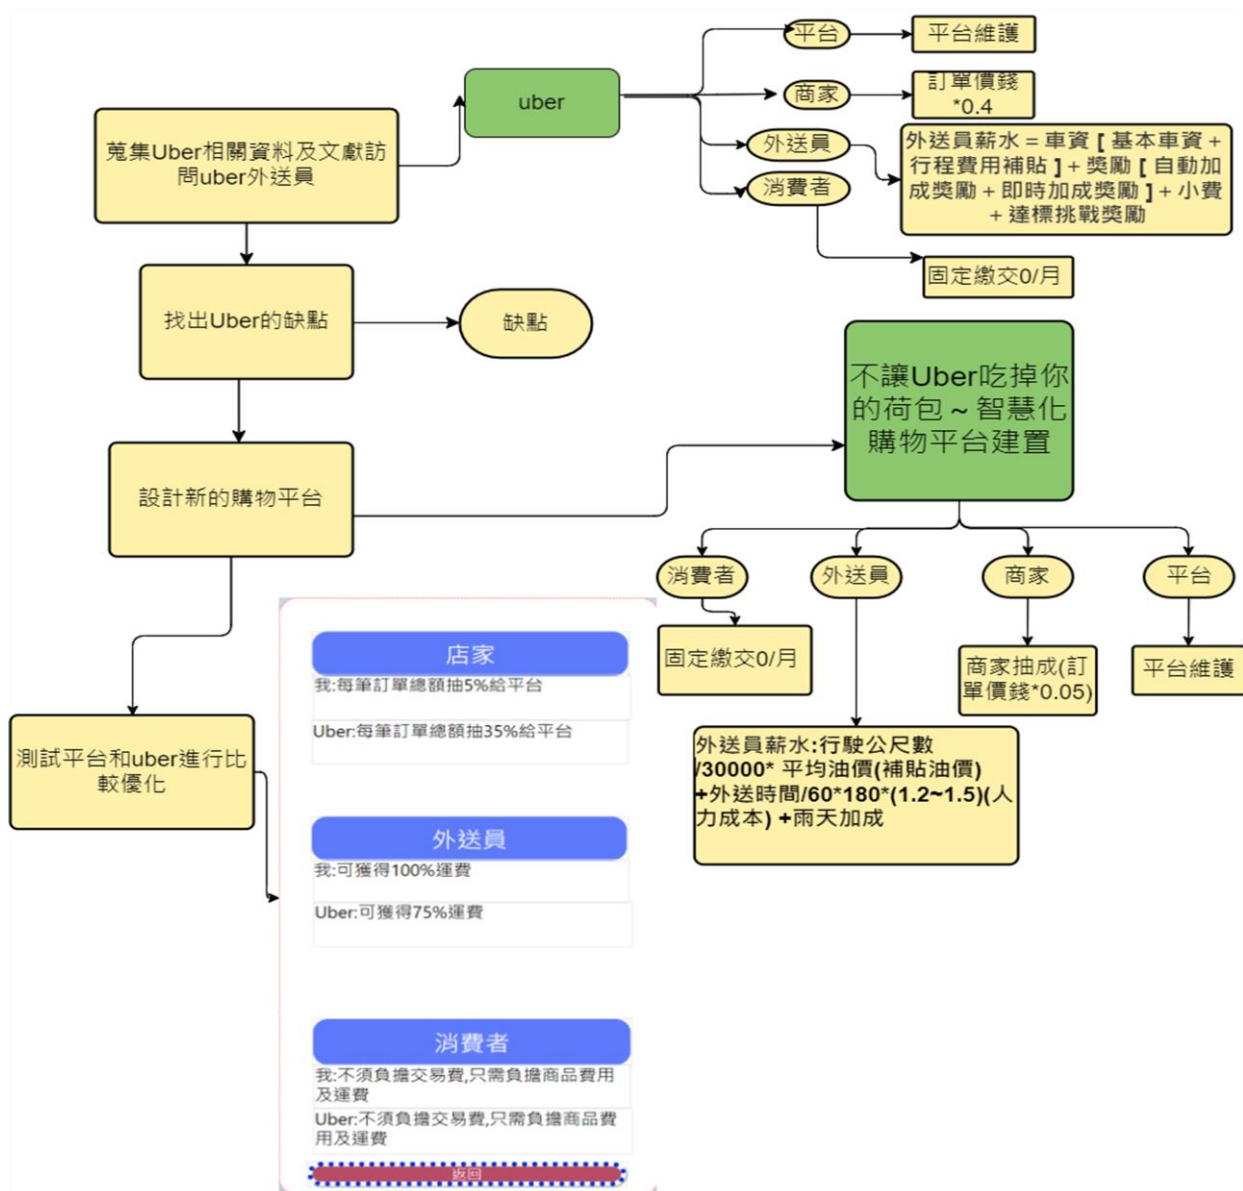 平台
平台維護
uber
商家
訂單價錢
*0.4
蒐集Uber相關資料及文獻訪
問uber外送員
外送員
外送員薪水 = 車資 [ 基本車資 +
行程費用補貼 ] + 獎勵 [ 自動加
成獎勵 + 即時加成獎勵 ] + 小費
+ 達標挑戰獎勵
消費者
固定繳交0/月
找出Uber的缺點
缺點
不讓Uber吃掉你
的荷包 ~ 智慧化
購物平台建置
設計新的購物平台
消費者
外送員
商家
平台
固定繳交0/月
商家抽成(訂
單價錢*0.05)
平台維護
外送員薪水:行駛公尺數
/30000* 平均油價(補貼油價)
+外送時間/60*180*(1.2~1.5)(人
力成本) +雨天加成
測試平台和uber進行比
較優化
店家
我:每筆訂單總額抽5%給平台
Uber:每筆訂單總額抽35%給平台
外送員
我:可獲得100%運費
Uber:可獲得75%運費
消費者
我:不須負擔交易費,只需負擔商品費用
及運費
Uber:不須負擔交易費,只需負擔商品費
用及運費
返回